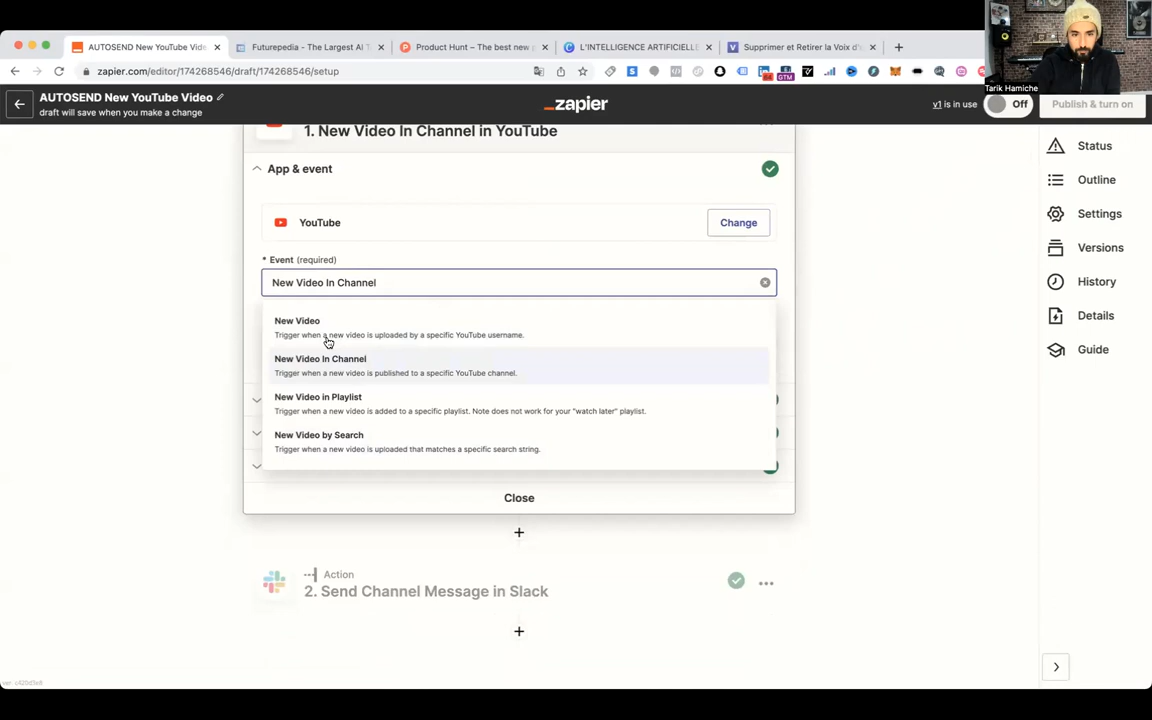 AUTOSEND New YouTube Video.
Futurepedia - The Largest AI T
Product Hunt – The best new p
L'INTELLIGENCE ARTIFICIELLE
Supprimer et Retirer la Voix d'
zapier.com/editor/174268546/draft/174268546/setup
GTM
Tarik Hamiche
AUTOSEND New YouTube Video
draft will save when you make a change
_zapier
v1 is in use
Off
Publish & turn on
1. New Video In Channel in YouTube
App & event
YouTube
Change
* Event (required)
New Video In Channel
New Video
Trigger when a new video is uploaded by a specific YouTube username.
New Video In Channel
Trigger when a new video is published to a specific YouTube channel.
New Video in Playlist
Trigger when a new video is added to a specific playlist. Note does not work for your "watch later" playlist.
New Video by Search
Trigger when a new video is uploaded that matches a specific search string.
Close
Action
2. Send Channel Message in Slack
Status
Outline
Settings
Versions
History
Details
Guide